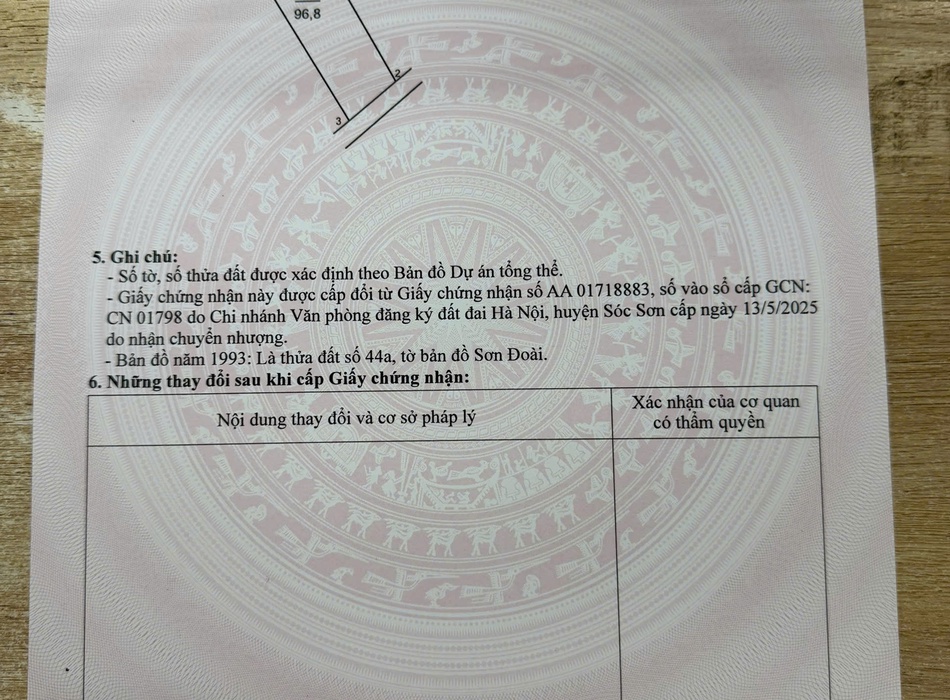 96,8
2
3
5. Ghi chú:
- Số tờ, số thửa đất được xác định theo Bản đồ Dự án tổng thể.
- Giấy chứng nhận này được cấp đổi từ Giấy chứng nhận số AA 01718883, số vào sổ cấp GCN:
CN 01798 do Chi nhánh Văn phòng đăng ký đất đai Hà Nội, huyện Sóc Sơn cấp ngày 13/5/2025
do nhận chuyển nhượng.
- Bản đồ năm 1993: Là thửa đất số 44a, tờ bản đồ Sơn Đoài.
6. Những thay đổi sau khi cấp Giấy chứng nhận:
Nội dung thay đổi và cơ sở pháp lý
Xác nhận của cơ quan
có thẩm quyền